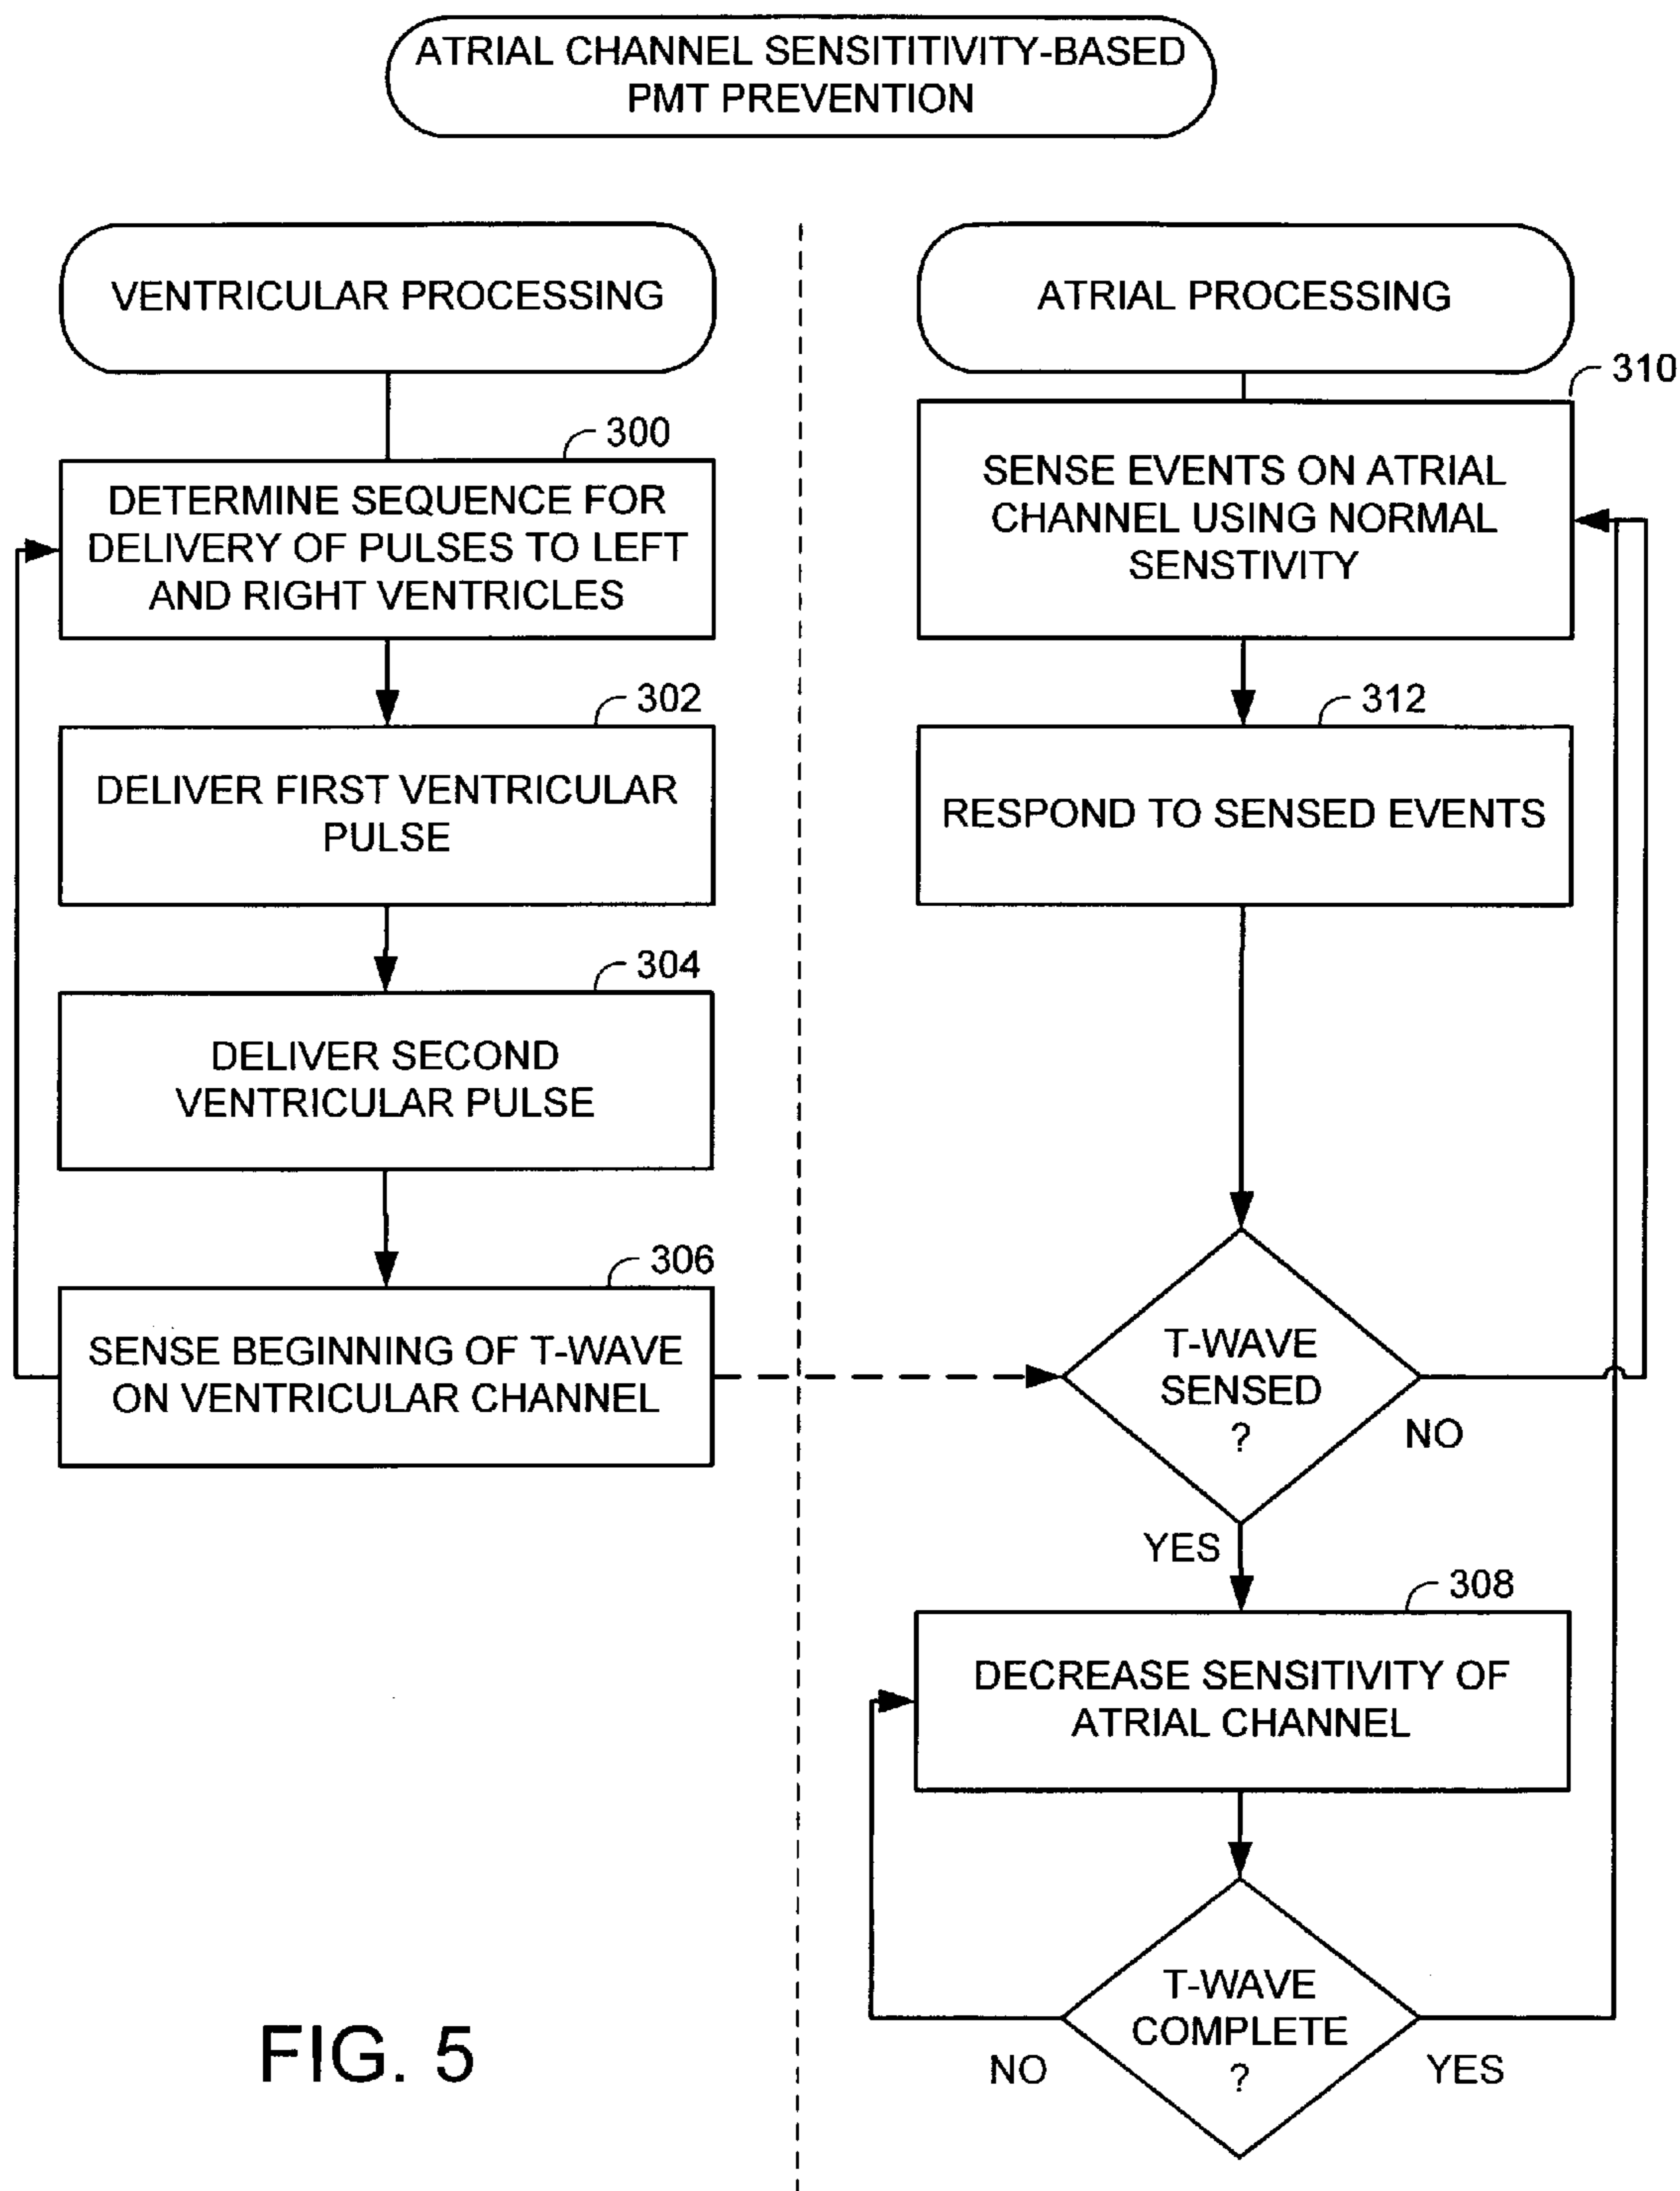 ATRIAL CHANNEL SENSITITIVITY-BASED
PMT PREVENTION
VENTRICULAR PROCESSING
300
DETERMINE SEQUENCE FOR
DELIVERY OF PULSES TO LEFT
AND RIGHT VENTRICLES
302
DELIVER FIRST VENTRICULAR
PULSE
304
DELIVER SECOND
VENTRICULAR PULSE
306
SENSE BEGINNING OF T-WAVE
ON VENTRICULAR CHANNEL
ATRIAL PROCESSING
310
SENSE EVENTS ON ATRIAL
CHANNEL USING NORMAL
SENSTIVITY
312
RESPOND TO SENSED EVENTS
T-WAVE
SENSED
?
NO
YES
308
DECREASE SENSITIVITY OF
ATRIAL CHANNEL
T-WAVE
COMPLETE
?
NO
YES
FIG. 5